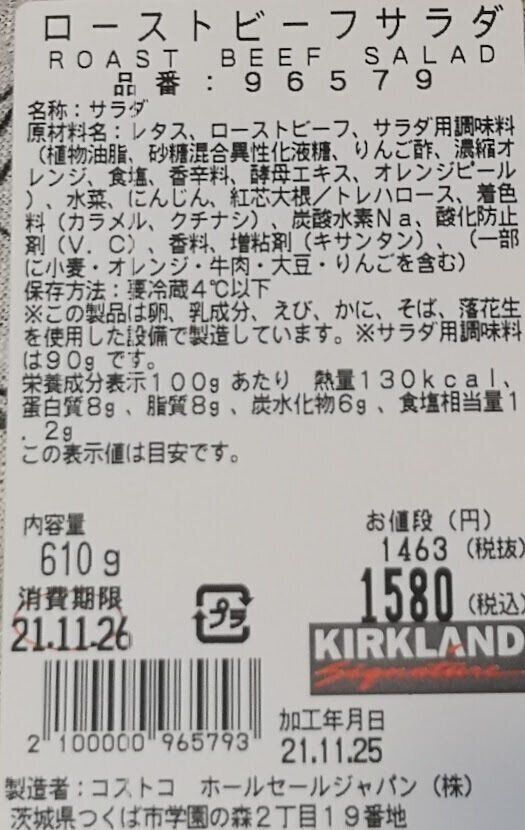 ローストビーフサラダ
ROAST BEEF SALAD
品番:96579
名称:サラダ
原材料名:レタス、ローストビーフ、サラダ用調味料
(植物油脂、砂糖混合異性化液糖、りんご酢、濃縮オ
レンジ、食塩、香辛料、酵母エキス、オレンジピール
)、水菜、にんじん、紅芯大根/トレハロース、着色
料(カラメル、クチナシ)、炭酸水素Na、酸化防止
剤(V.C)、香料、増粘剤(キサンタン)、(一部
に小麦・オレンジ・牛肉・大豆・りんごを含む)
保存方法:要冷蔵4℃以下
※この製品は卵、乳成分、えび、かに、そば、落花生
を使用した設備で製造しています。※サラダ用調味料
は90gです。
栄養成分表示100gあたり 熱量130kcal、
蛋白質8g、脂質8g、炭水化物6g、食塩相当量1
.2g
この表示値は目安です。
内容量
610g
お値段(円)
1463(税抜)
1580(税込)
消費期限
21.11.26
プラ
KIRKLAND
Signature
2 100000 965793
加工年月日
21.11.25
製造者:コストコ ホールセールジャパン(株)
茨城県つくば市学園の森2丁目19番地